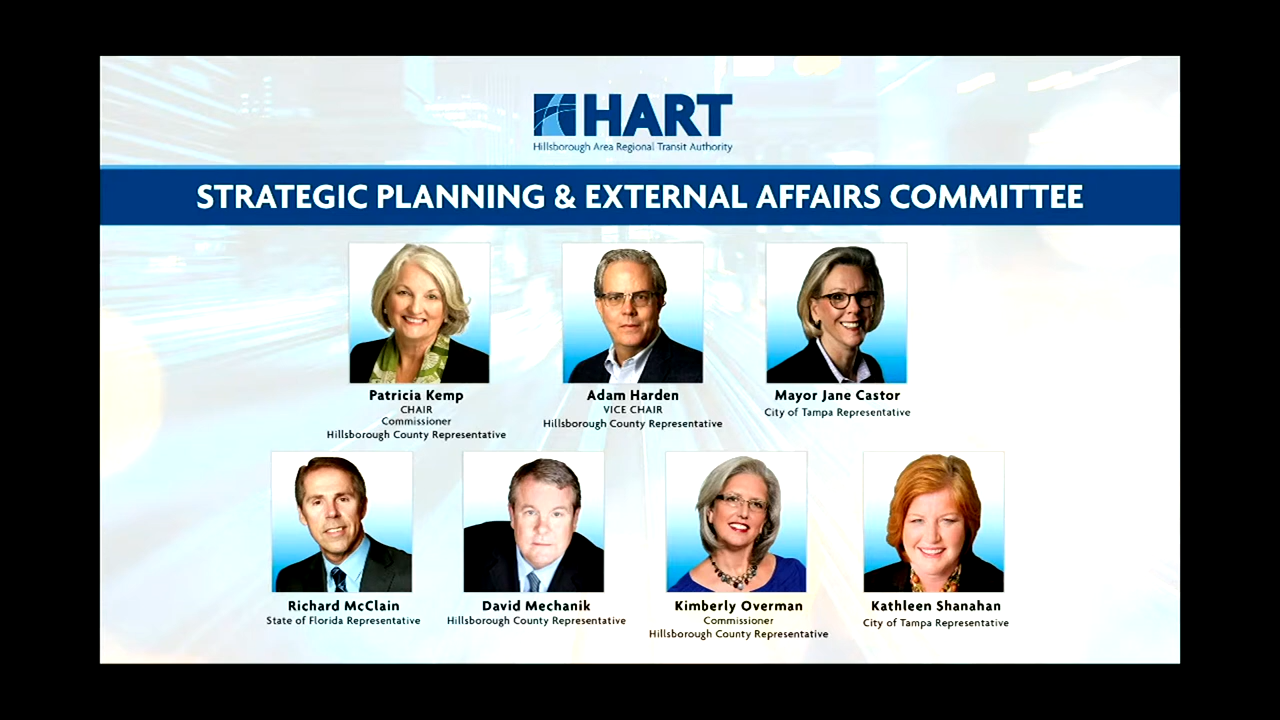 HART
Hillsborough Area Regional Transit Authority
STRATEGIC PLANNING & EXTERNAL AFFAIRS COMMITTEE
Patricia Kemp
CHAIR
Commissioner
Hillsborough County Representative
Adam Harden
VICE CHAIR
Hillsborough County Representative
Mayor Jane Castor
City of Tampa Representative
Richard McClain
State of Florida Representative
David Mechanik
Hillsborough County Representative
Kimberly Overman
Commissioner
Hillsborough County Representative
Kathleen Shanahan
City of Tampa Representative